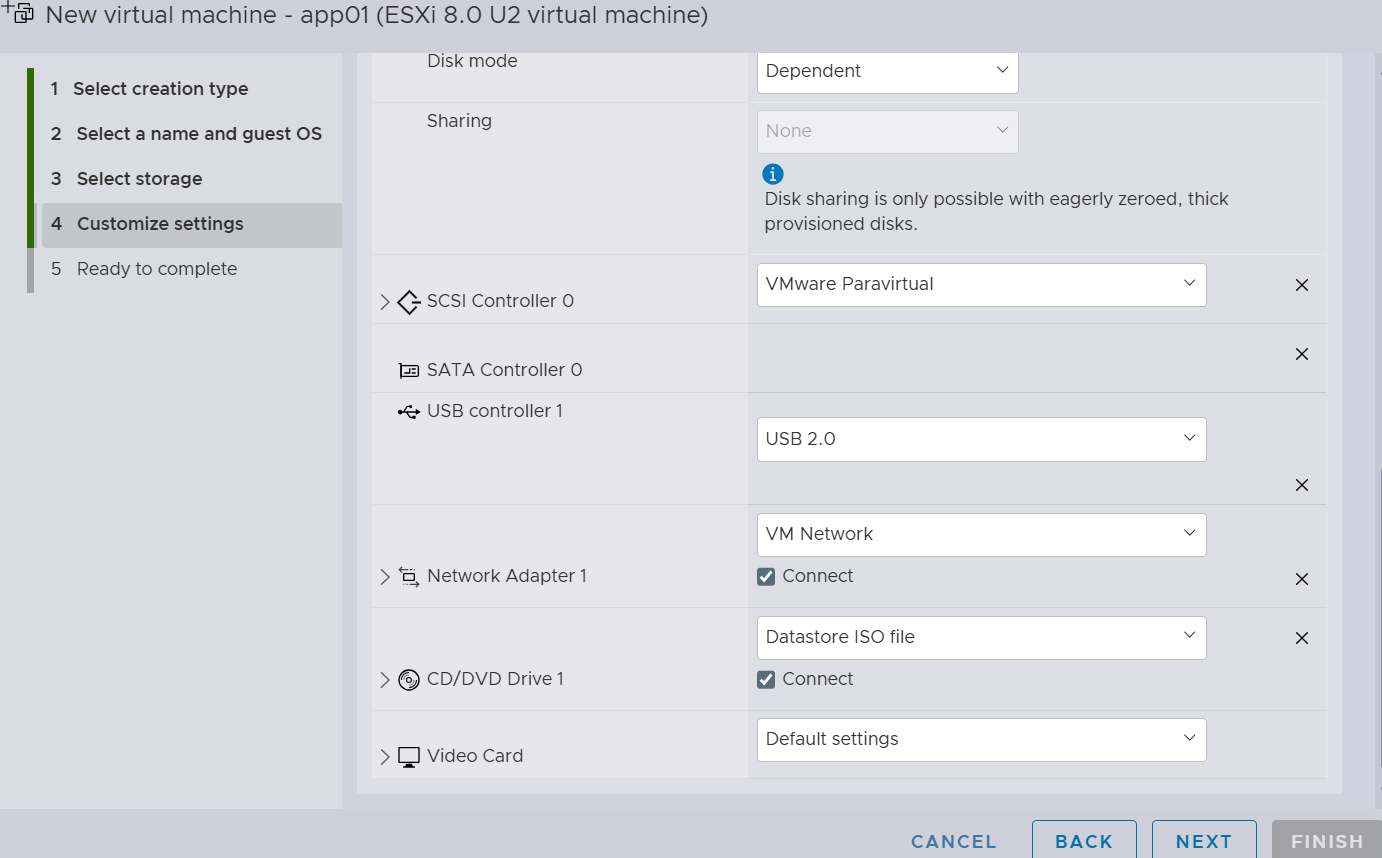 New virtual machine - app01 (ESXi 8.0 U2 virtual machine)
1 Select creation type
2 Select a name and guest OS
3 Select storage
4 Customize settings
5 Ready to complete
Disk mode
Dependent
Sharing
None
Disk sharing is only possible with eagerly zeroed, thick
provisioned disks.
SCSI Controller 0
VMware Paravirtual
SATA Controller 0
USB controller 1
USB 2.0
Network Adapter 1
VM Network
Connect
CD/DVD Drive 1
Datastore ISO file
Connect
Video Card
Default settings
CANCEL
BACK
NEXT
FINISH